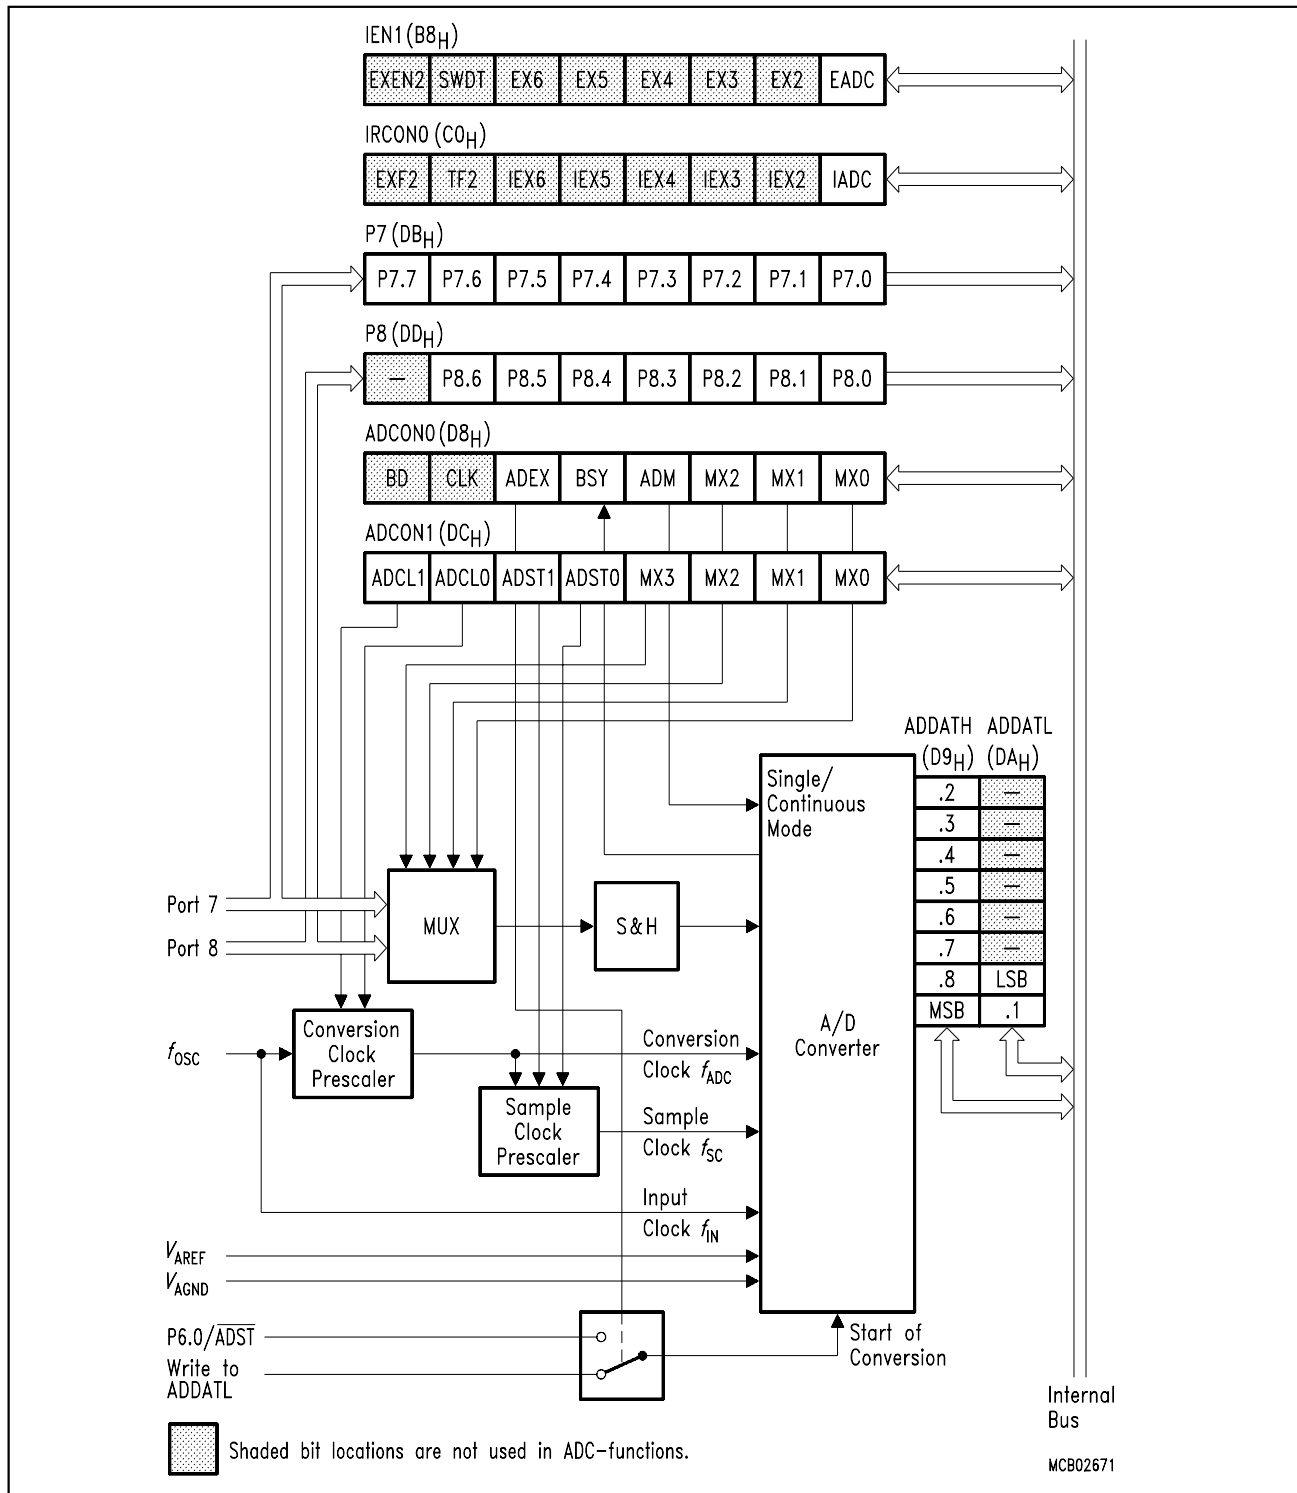 IEN1 (B8H)
EXEN2 SWDT EX6 EX5 EX4 EX3 EX2 EADC
IRCON0 (C0H)
EXF2 TF2 IEX6 IEX5 IEX4 IEX3 IEX2 IADC
P7 (DBH)
P7.7 P7.6 P7.5 P7.4 P7.3 P7.2 P7.1 P7.0
P8 (DDH)
– P8.6 P8.5 P8.4 P8.3 P8.2 P8.1 P8.0
ADCON0 (D8H)
BD CLK ADEX BSY ADM MX2 MX1 MX0
ADCON1 (DCH)
ADCL1 ADCL0 ADST1 ADST0 MX3 MX2 MX1 MX0
ADDATH ADDATL
(D9H) (DAH)
Single/
Continuous
Mode
.2 –
.3 –
.4 –
.5 –
.6 –
.7 –
.8 LSB
MSB .1
Port 7
Port 8
MUX
S&H
A/D
Converter
fOSC
Conversion
Clock
Prescaler
Conversion
Clock fADC
Sample
Clock
Prescaler
Sample
Clock fSC
Input
Clock fIN
VAREF
VAGND
P6.0/ADST
Write to
ADDATL
Start of
Conversion
Internal
Bus
Shaded bit locations are not used in ADC-functions.
MCB02671